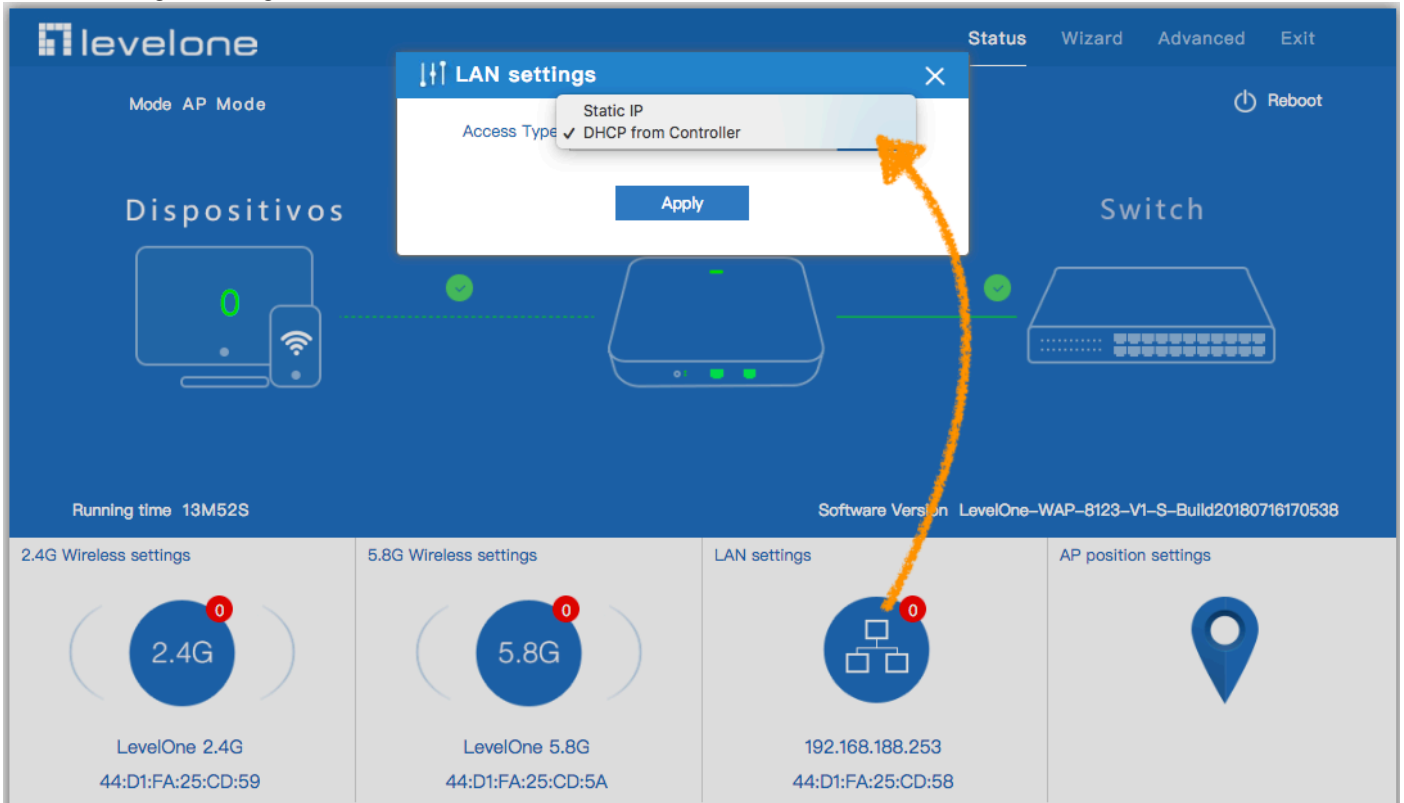 levelone
Status Wizard Advanced Exit
LAN settings
Mode AP Mode
Reboot
Static IP
Access Type ✓ DHCP from Controller
Apply
Dispositivos
Switch
0
Running time 13M52S
Software Version LevelOne-WAP-8123-V1-S-Build20180716170538
2.4G Wireless settings
5.8G Wireless settings
LAN settings
AP position settings
0
0
0
2.4G
5.8G
LevelOne 2.4G
LevelOne 5.8G
192.168.188.253
44:D1:FA:25:CD:59
44:D1:FA:25:CD:5A
44:D1:FA:25:CD:58